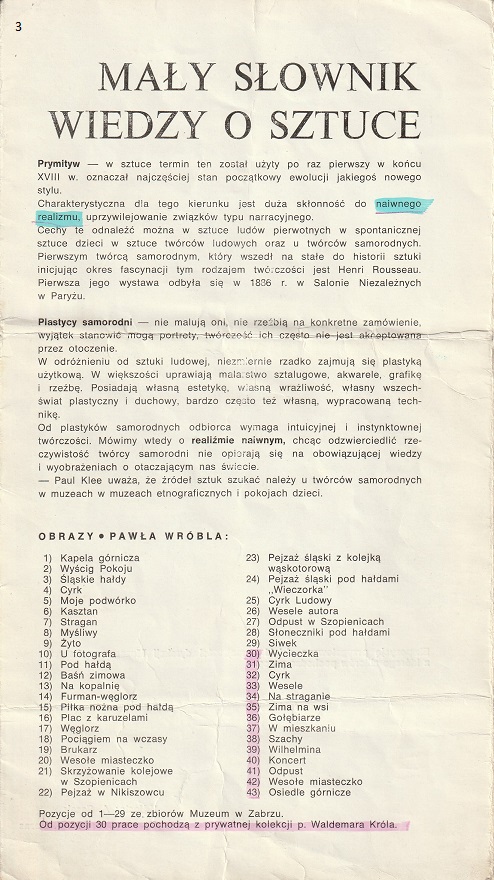 3
MAŁY SŁOWNIK
WIEDZY O SZTUCE
Prymityw — w sztuce termin ten został użyty po raz pierwszy w końcu
XVIII w. oznaczał najczęściej stan początkowy ewolucji jakiegoś nowego
stylu.
Charakterystyczna dla tego kierunku jest duża skłonność do naiwnego
realizmu, uprzywilejowanie związków typu narracyjnego.
Cechy te odnaleźć można w sztuce ludów pierwotnych w spontanicznej
sztuce dzieci w sztuce twórców ludowych oraz u twórców samorodnych.
Pierwszym twórcą samorodnym, który wszedł na stałe do historii sztuki
inicjując okres fascynacji tym rodzajem twórczości jest Henri Rousseau.
Pierwsza jego wystawa odbyła się w 1886 r. w Salonie Niezależnych
w Paryżu.
Plastycy samorodni — nie malują oni, nie rzeźbią na konkretne zamówienie,
wyjątek stanowić mogą portrety, twórczość ich często nie jest akceptowana
przez otoczenie.
W odróżnieniu od sztuki ludowej, niezmiernie rzadko zajmują się plastyką
użytkową. W większości uprawiają malarstwo sztalugowe, akwarele, grafikę
i rzeźbę. Posiadają własną estetykę, własną wrażliwość, własny wszech-
świat plastyczny i duchowy, bardzo często też własną, wypracowaną tech-
nikę.
Od plastyków samorodnych odbiorca wymaga intuicyjnej i instynktownej
twórczości. Mówimy wtedy o realiźmie naiwnym, chcąc odzwierciedlić rze-
czywistość twórcy samorodni nie opierają się na obowiązującej wiedzy
i wyobrażeniach o otaczającym nas świecie.
— Paul Klee uważa, że źródeł sztuk szukać należy u twórców samorodnych
w muzeach w muzeach etnograficznych i pokojach dzieci.
OBRAZY • PAWŁA WRÓBLA:
1) Kapela górnicza
2) Wyścig Pokoju
3) Śląskie hałdy
4) Cyrk
5) Moje podwórko
6) Kasztan
7) Stragan
8) Myśliwy
9) Żyto
10) U fotografa
11) Pod hałdą
12) Baśń zimowa
13) Na kopalnię
14) Furman-węglorz
15) Piłka nożna pod hałdą
16) Plac z karuzelami
17) Węglorz
18) Pociągiem na wczasy
19) Brukarz
20) Wesołe miasteczko
21) Skrzyżowanie kolejowe
w Szopienicach
22) Pejzaż w Nikiszowcu
23) Pejzaż śląski z kolejką
wąskotorową
24) Pejzaż śląski pod hałdami
,,Wieczorka"
25) Cyrk Ludowy
26) Wesele autora
27) Odpust w Szopienicach
28) Słoneczniki pod hałdami
29) Siwek
30) Wycieczka
31) Zima
32) Cyrk
33) Wesele
34) Na straganie
35) Zima na wsi
36) Gołębiarze
37) W mieszkaniu
38) Szachy
39) Wilhelmina
40) Koncert
41) Odpust
42) Wesołe miasteczko
43) Osiedle górnicze
Pozycje od 1—29 ze zbiorów Muzeum w Zabrzu.
Od pozycji 30 prace pochodzą z prywatnej kolekcji p. Waldemara Króla.